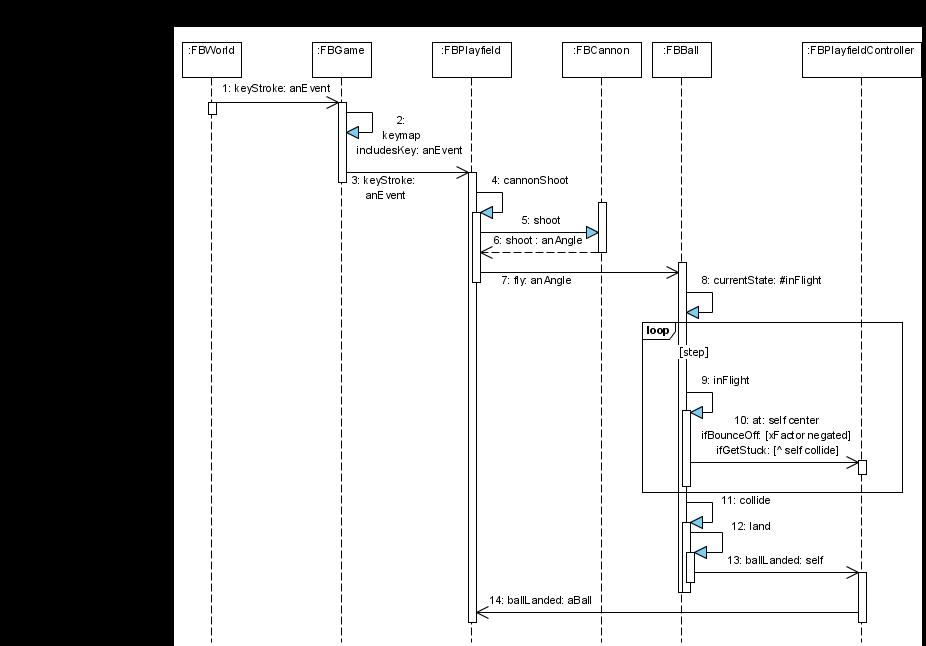 :FBWorld
:FBGame
:FBPlayfield
:FBCannon
:FBBall
:FBPlayfieldController
1: keyStroke: anEvent
2:
keymap
includesKey: anEvent
3: keyStroke:
anEvent
4: cannonShoot
5: shoot
6: shoot : anAngle
7: fly: anAngle
8: currentState: #inFlight
loop
[step]
9: inFlight
10: at: self center
ifBounceOff: [xFactor negated]
ifGetStuck: [^ self collide]
11: collide
12: land
13: ballLanded: self
14: ballLanded: aBall